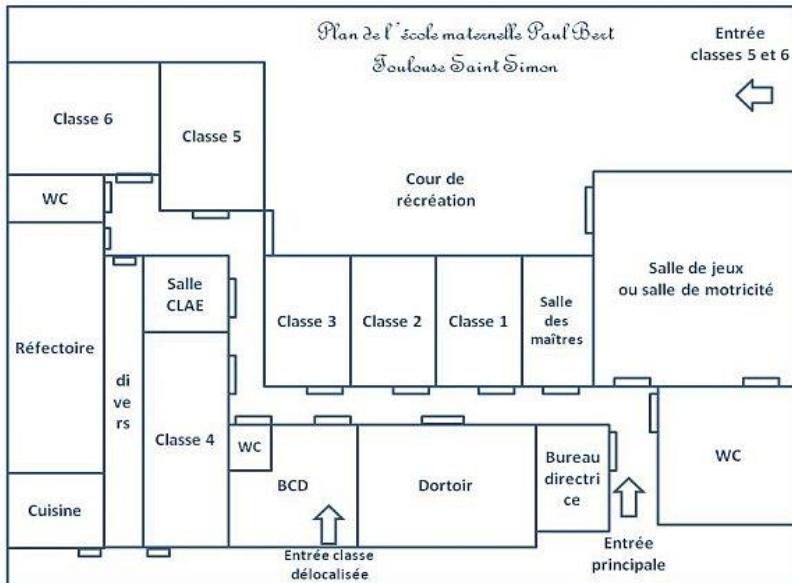 Plan de l'école maternelle Paul Bert
Toulouse Saint Simon
Entrée
classes 5 et 6
Classe 6
Classe 5
WC
Cour de
récréation
Salle de jeux
ou salle de motricité
Salle
CLAE
Classe 3
Classe 2
Classe 1
Salle
des
maîtres
Réfectoire
di
ve
rs
Classe 4
WC
BCD
Dortoir
Bureau
directr
ice
WC
Cuisine
Entrée classe
délocalisée
Entrée
principale